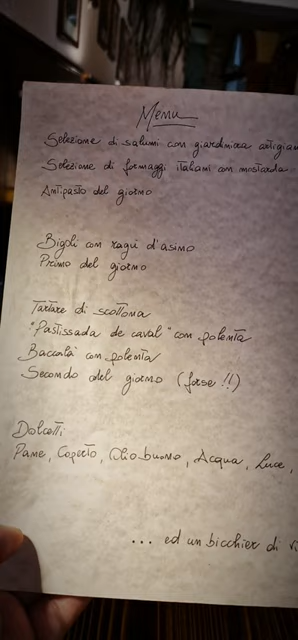 Menu
Selezione di salumi con giardiniera artigian
Selezione di formaggi italiani con mostarda
Antipasto del giorno
Bigoli con ragù d'asino
Primo del giorno
Tartare di scottona
"Pastissada de caval" con polenta
Baccalà con polenta
Secondo del giorno (forse !!)
Dolcetti
Pane, Coperto, Olio buono, Acqua, Luce,
... ed un bicchier di vi